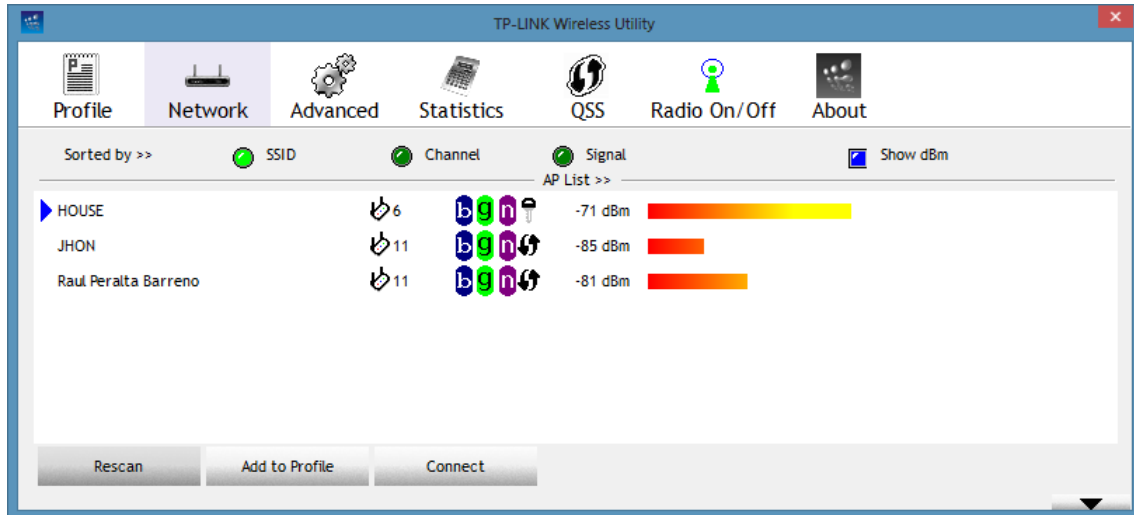 TP-LINK Wireless Utility
Profile Network Advanced Statistics QSS Radio On/Off About
Sorted by >> SSID Channel Signal Show dBm
AP List >>
HOUSE 6 b g n -71 dBm
JHON 11 b g n -85 dBm
Raul Peralta Barreno 11 b g n -81 dBm
Rescan Add to Profile Connect